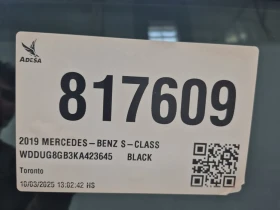 ADESA
817609
2019 MERCEDES-BENZ S-CLASS
WDDUG8GB3KA423645 BLACK
Toronto
10/03/2025 13:02:42 HS